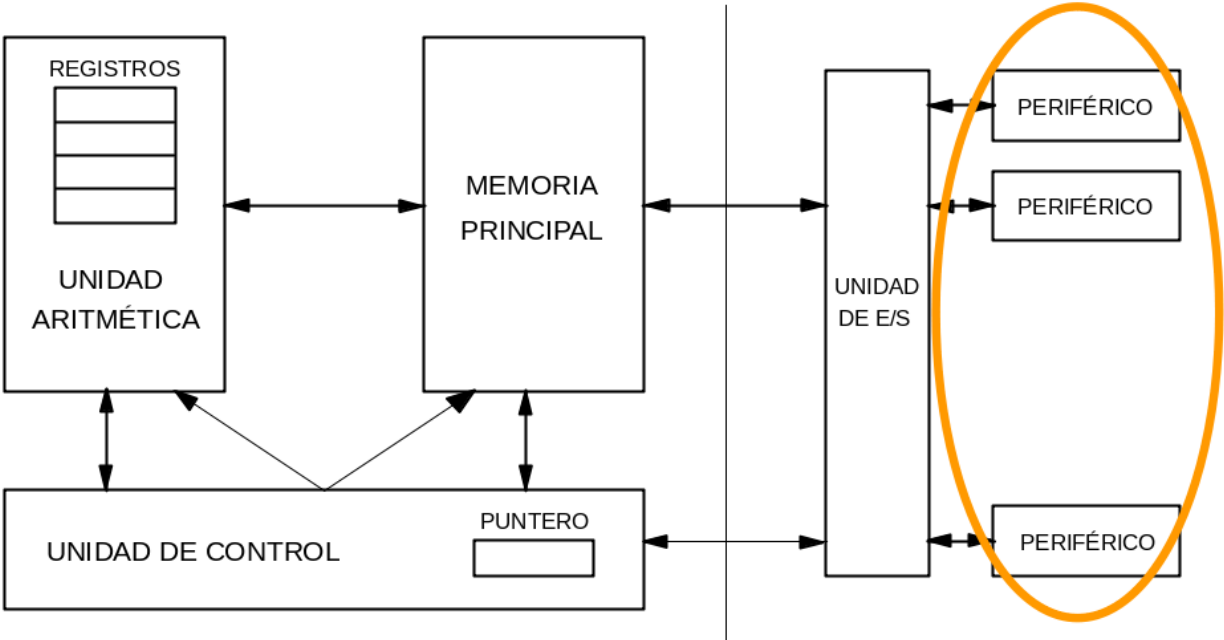 REGISTROS
UNIDAD
ARITMÉTICA
MEMORIA
PRINCIPAL
UNIDAD DE CONTROL
PUNTERO
UNIDAD
DE E/S
PERIFÉRICO
PERIFÉRICO
PERIFÉRICO